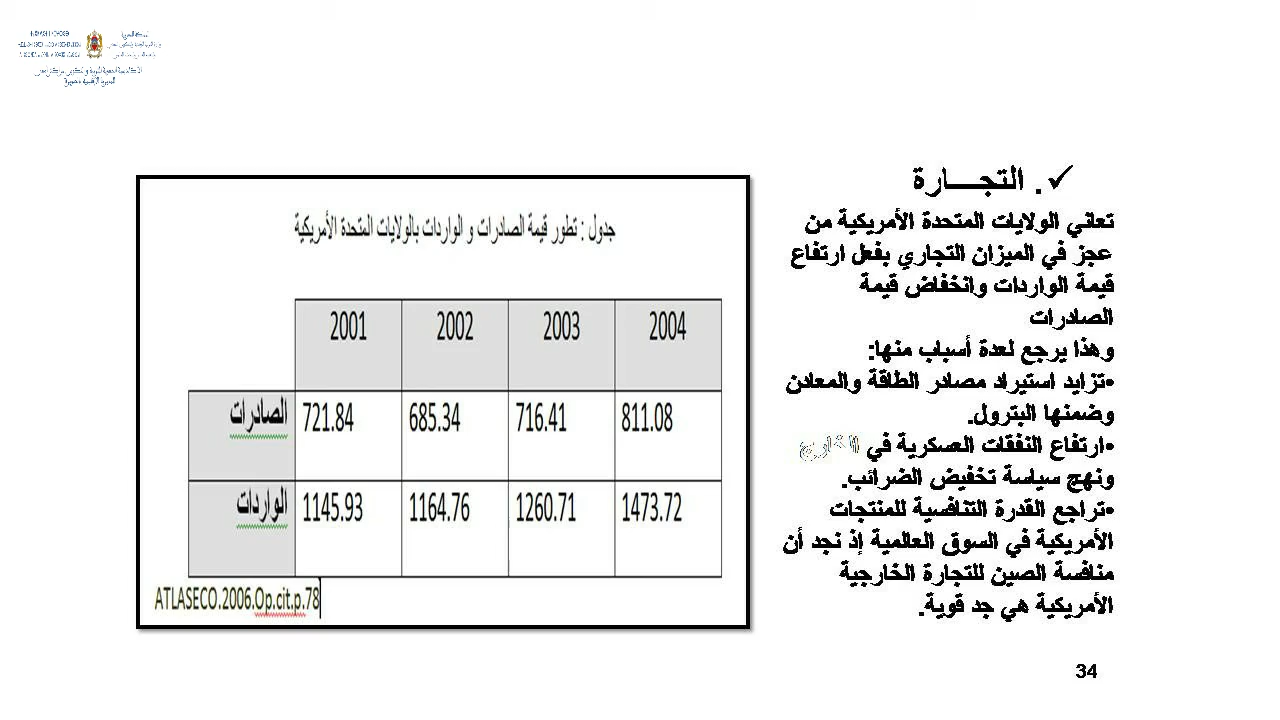 ✓. التجـــــارة
تعاني الولايات المتحدة الأمريكية من
عجز في الميزان التجاري بفعل ارتفاع
قيمة الواردات وانخفاض قيمة
الصادرات
وهذا يرجع لعدة أسباب منها:
•تزايد استيراد مصادر الطاقة والمعادن
وضمنها البترول.
•ارتفاع النفقات العسكرية في الخارج
ونهج سياسة تخفيض الضرائب.
•تراجع القدرة التنافسية للمنتجات
الأمريكية في السوق العالمية إذ نجد أن
منافسة الصين للتجارة الخارجية
الأمريكية هي جد قوية.
جدول : تطور قيمة الصادرات و الواردات بالولايات المتحدة الأمريكية
2001 2002 2003 2004
الصادرات 721.84 685.34 716.41 811.08
الواردات 1145.93 1164.76 1260.71 1473.72
ATLASECO.2006.Op.cit.p.78
34